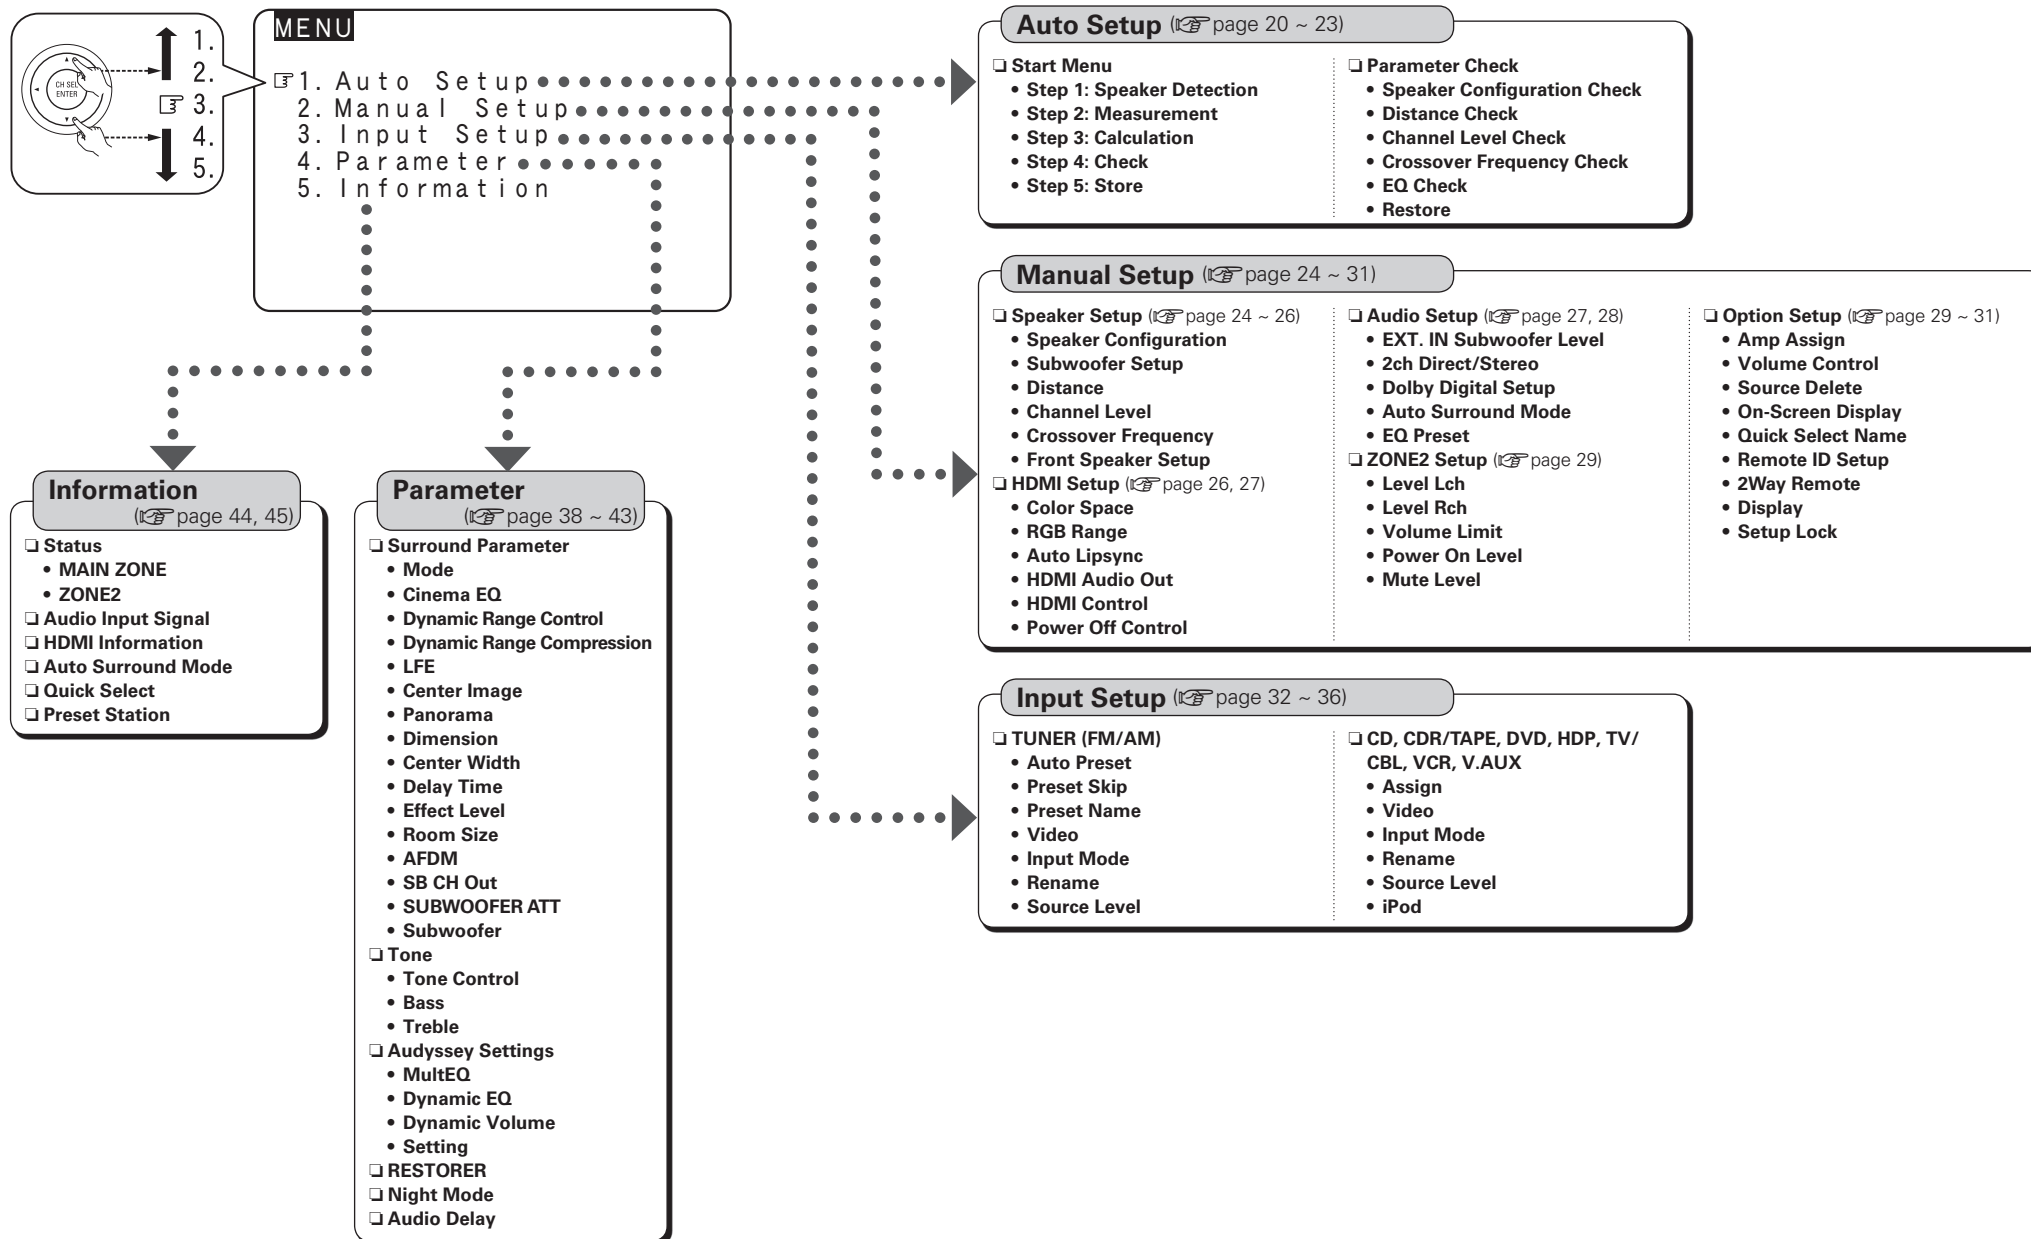 1.
2.
3.
4.
5.
CH SEL
ENTER
MENU
1. Auto Setup
2. Manual Setup
3. Input Setup
4. Parameter
5. Information
Auto Setup (☞page 20 ~ 23)
❏ Start Menu
• Step 1: Speaker Detection
• Step 2: Measurement
• Step 3: Calculation
• Step 4: Check
• Step 5: Store
❏ Parameter Check
• Speaker Configuration Check
• Distance Check
• Channel Level Check
• Crossover Frequency Check
• EQ Check
• Restore
Manual Setup (☞page 24 ~ 31)
❏ Speaker Setup (☞page 24 ~ 26)
• Speaker Configuration
• Subwoofer Setup
• Distance
• Channel Level
• Crossover Frequency
• Front Speaker Setup
❏ HDMI Setup (☞page 26, 27)
• Color Space
• RGB Range
• Auto Lipsync
• HDMI Audio Out
• HDMI Control
• Power Off Control
❏ Audio Setup (☞page 27, 28)
• EXT. IN Subwoofer Level
• 2ch Direct/Stereo
• Dolby Digital Setup
• Auto Surround Mode
• EQ Preset
❏ ZONE2 Setup (☞page 29)
• Level Lch
• Level Rch
• Volume Limit
• Power On Level
• Mute Level
❏ Option Setup (☞page 29 ~ 31)
• Amp Assign
• Volume Control
• Source Delete
• On-Screen Display
• Quick Select Name
• Remote ID Setup
• 2Way Remote
• Display
• Setup Lock
Input Setup (☞page 32 ~ 36)
❏ TUNER (FM/AM)
• Auto Preset
• Preset Skip
• Preset Name
• Video
• Input Mode
• Rename
• Source Level
❏ CD, CDR/TAPE, DVD, HDP, TV/
CBL, VCR, V.AUX
• Assign
• Video
• Input Mode
• Rename
• Source Level
• iPod
Information
(☞page 44, 45)
❏ Status
• MAIN ZONE
• ZONE2
❏ Audio Input Signal
❏ HDMI Information
❏ Auto Surround Mode
❏ Quick Select
❏ Preset Station
Parameter
(☞page 38 ~ 43)
❏ Surround Parameter
• Mode
• Cinema EQ
• Dynamic Range Control
• Dynamic Range Compression
• LFE
• Center Image
• Panorama
• Dimension
• Center Width
• Delay Time
• Effect Level
• Room Size
• AFDM
• SB CH Out
• SUBWOOFER ATT
• Subwoofer
❏ Tone
• Tone Control
• Bass
• Treble
❏ Audyssey Settings
• MultEQ
• Dynamic EQ
• Dynamic Volume
• Setting
❏ RESTORER
❏ Night Mode
❏ Audio Delay